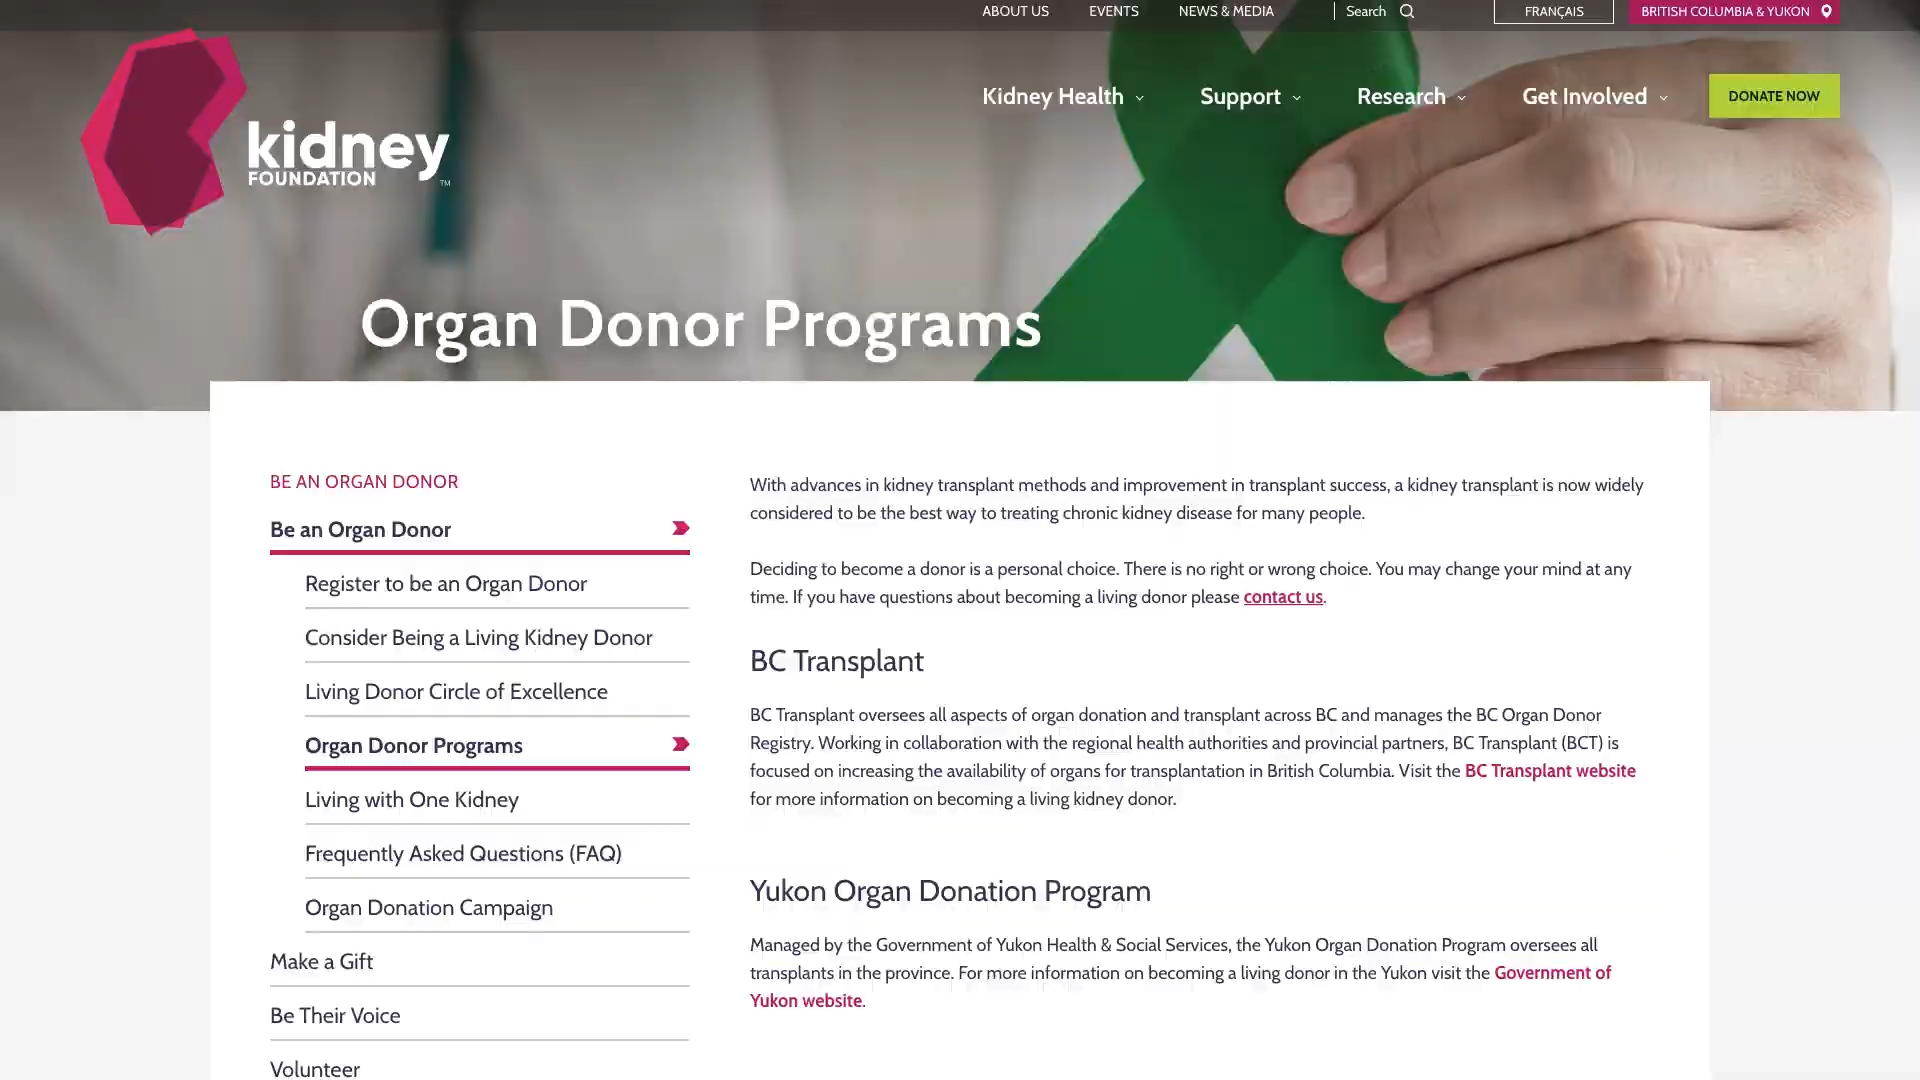 ABOUT US EVENTS NEWS & MEDIA Search FRANÇAIS BRITISH COLUMBIA & YUKON
Kidney Health Support Research Get Involved DONATE NOW
kidney
FOUNDATION™
Organ Donor Programs
BE AN ORGAN DONOR
Be an Organ Donor
Register to be an Organ Donor
Consider Being a Living Kidney Donor
Living Donor Circle of Excellence
Organ Donor Programs
Living with One Kidney
Frequently Asked Questions (FAQ)
Organ Donation Campaign
Make a Gift
Be Their Voice
Volunteer
With advances in kidney transplant methods and improvement in transplant success, a kidney transplant is now widely
considered to be the best way to treating chronic kidney disease for many people.
Deciding to become a donor is a personal choice. There is no right or wrong choice. You may change your mind at any
time. If you have questions about becoming a living donor please contact us.
BC Transplant
BC Transplant oversees all aspects of organ donation and transplant across BC and manages the BC Organ Donor
Registry. Working in collaboration with the regional health authorities and provincial partners, BC Transplant (BCT) is
focused on increasing the availability of organs for transplantation in British Columbia. Visit the BC Transplant website
for more information on becoming a living kidney donor.
Yukon Organ Donation Program
Managed by the Government of Yukon Health & Social Services, the Yukon Organ Donation Program oversees all
transplants in the province. For more information on becoming a living donor in the Yukon visit the Government of
Yukon website.